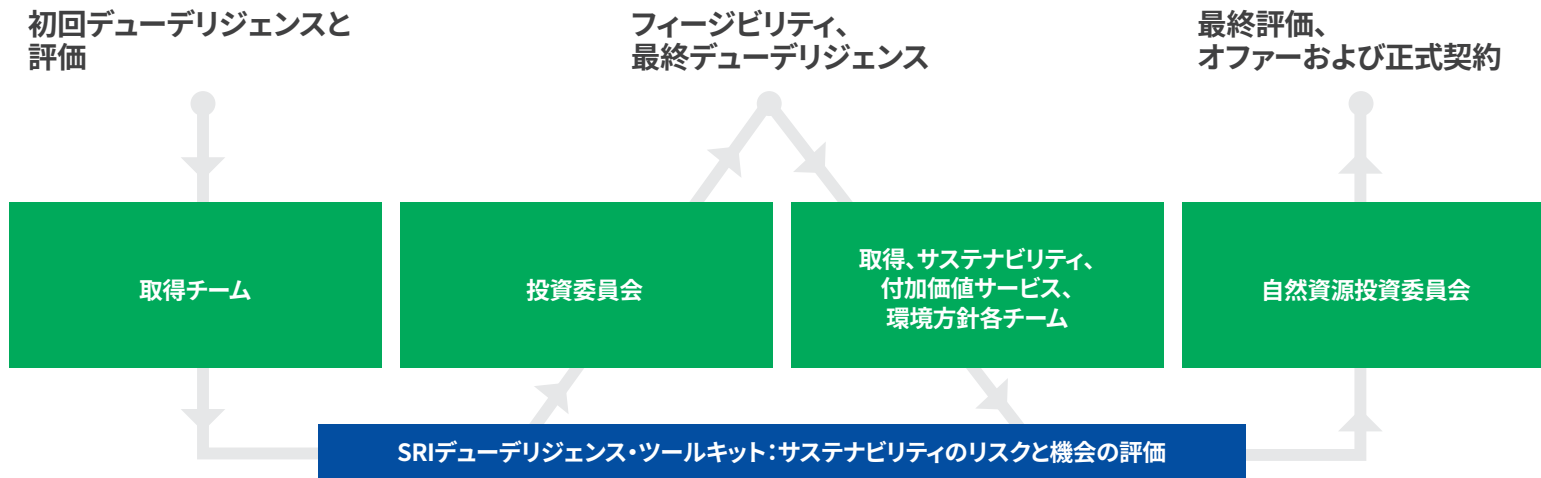 初回デューデリジェンスと
評価
フィージビリティ、
最終デューデリジェンス
最終評価、
オファーおよび正式契約
取得チーム
投資委員会
取得、サステナビリティ、
付加価値サービス、
環境方針各チーム
自然資源投資委員会
SRIデューデリジェンス・ツールキット：サステナビリティのリスクと機会の評価